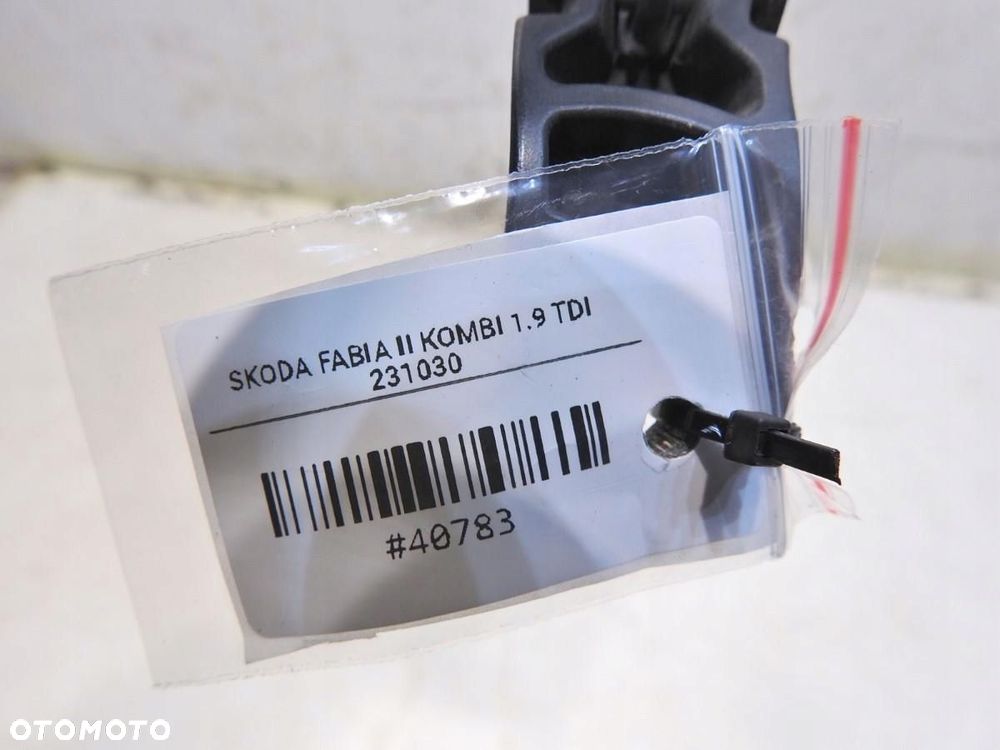 SKODA FABIA II KOMBI 1.9 TDI
231030
#40783
OTOMOTO